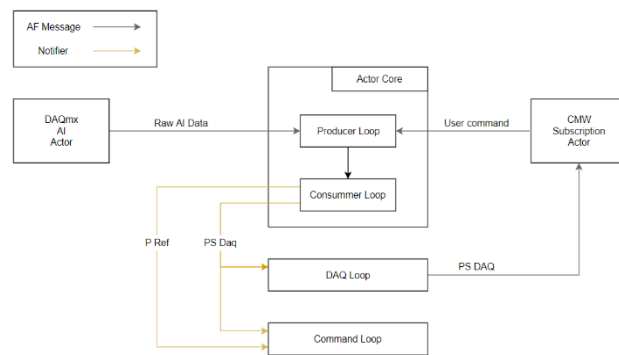 AF Message
Notifier
Actor Core
DAQmx
AI
Actor
Raw AI Data
Producer Loop
User command
CMW
Subscription
Actor
Consummer Loop
P Ref
PS Daq
DAQ Loop
PS DAQ
Command Loop